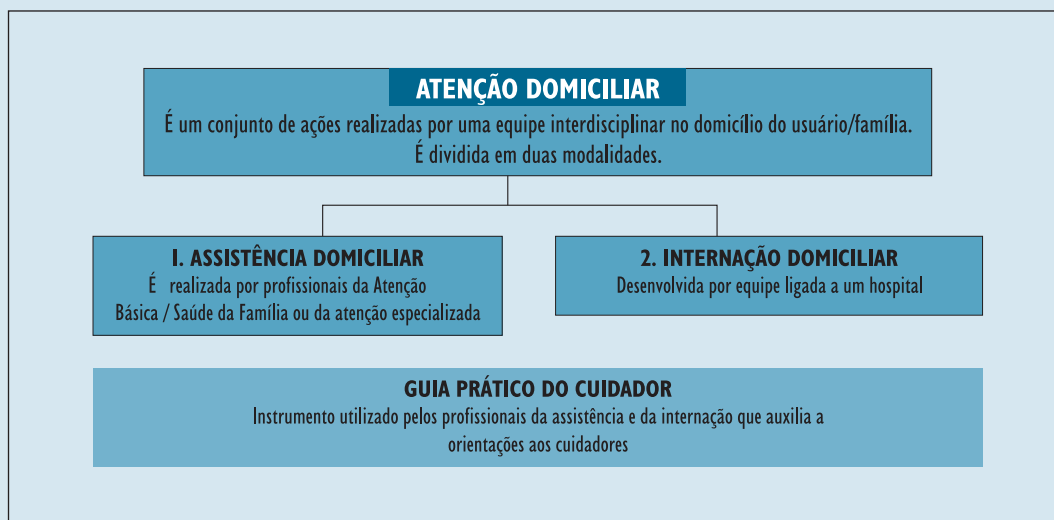 ATENÇÃO DOMICILIAR
É um conjunto de ações realizadas por uma equipe interdisciplinar no domicílio do usuário/família.
É dividida em duas modalidades.
1. ASSISTÊNCIA DOMICILIAR
É realizada por profissionais da Atenção
Básica / Saúde da Família ou da atenção especializada
2. INTERNAÇÃO DOMICILIAR
Desenvolvida por equipe ligada a um hospital
GUIA PRÁTICO DO CUIDADOR
Instrumento utilizado pelos profissionais da assistência e da internação que auxilia a
orientações aos cuidadores